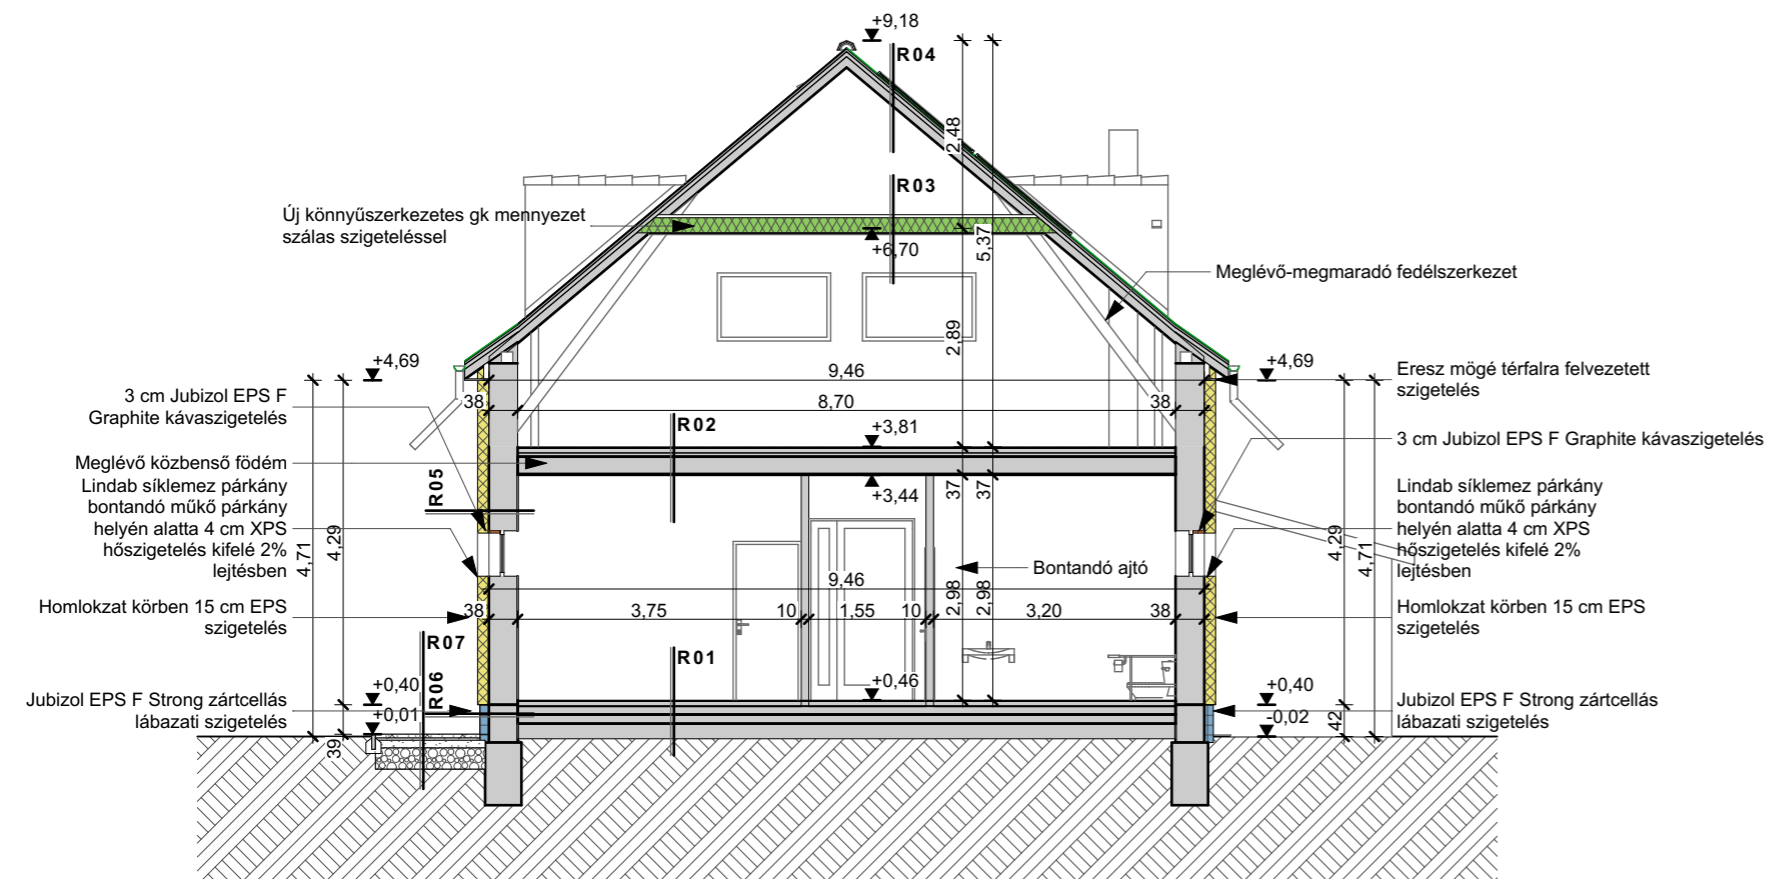 +9,18
R04
2,48
R03
Új könnyűszerkezetes gk mennyezet
szálas szigeteléssel
+6,70
5,37
Meglévő-megmaradó fedélszerkezet
2,89
+4,69
9,46
+4,69
Eresz mögé térfalra felvezetett
szigetelés
3 cm Jubizol EPS F
Graphite kávaszigetelés
38
8,70
38
R02
+3,81
3 cm Jubizol EPS F Graphite kávaszigetelés
Meglévő közbenső födém
R05
+3,44
37
37
Lindab síklemez párkány
bontandó műkő párkány
helyén alatta 4 cm XPS
hőszigetelés kifelé 2%
lejtésben
4,71
4,29
Lindab síklemez párkány
bontandó műkő párkány
helyén alatta 4 cm XPS
hőszigetelés kifelé 2%
lejtésben
4,29
4,71
Bontandó ajtó
9,46
2,98
2,98
Homlokzat körben 15 cm EPS
szigetelés
38
3,75
10
1,55
10
3,20
38
Homlokzat körben 15 cm EPS
szigetelés
R07
R01
R06
+0,40
+0,46
+0,40
Jubizol EPS F Strong zártcellás
lábazati szigetelés
+0,01
39
-0,02
42
Jubizol EPS F Strong zártcellás
lábazati szigetelés